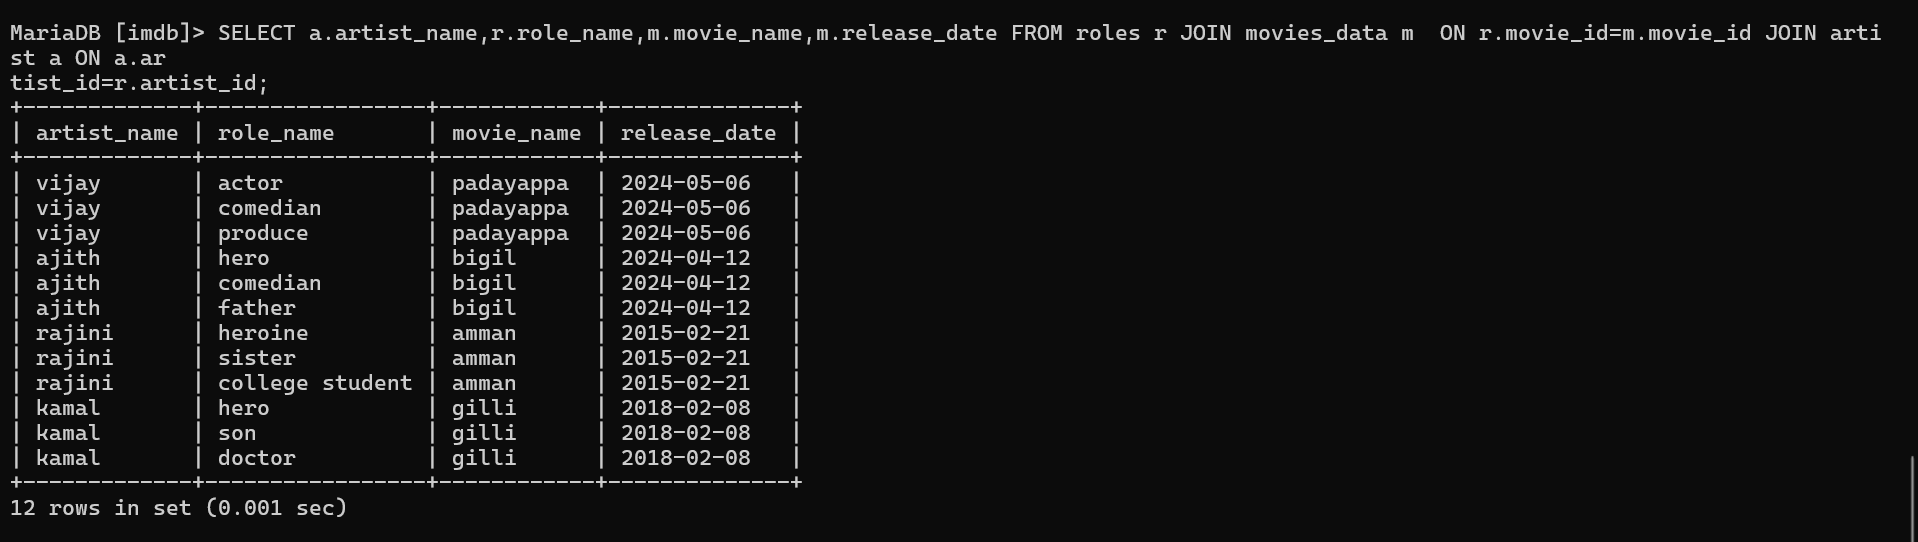 MariaDB [imdb]> SELECT a.artist_name,r.role_name,m.movie_name,m.release_date FROM roles r JOIN movies_data m  ON r.movie_id=m.movie_id JOIN arti
st a ON a.ar
tist_id=r.artist_id;
+-------------+-----------------+------------+--------------+
| artist_name | role_name       | movie_name | release_date |
+-------------+-----------------+------------+--------------+
| vijay       | actor           | padayappa  | 2024-05-06   |
| vijay       | comedian        | padayappa  | 2024-05-06   |
| vijay       | produce         | padayappa  | 2024-05-06   |
| ajith       | hero            | bigil      | 2024-04-12   |
| ajith       | comedian        | bigil      | 2024-04-12   |
| ajith       | father          | bigil      | 2024-04-12   |
| rajini      | heroine         | amman      | 2015-02-21   |
| rajini      | sister          | amman      | 2015-02-21   |
| rajini      | college student | amman      | 2015-02-21   |
| kamal       | hero            | gilli      | 2018-02-08   |
| kamal       | son             | gilli      | 2018-02-08   |
| kamal       | doctor          | gilli      | 2018-02-08   |
+-------------+-----------------+------------+--------------+
12 rows in set (0.001 sec)